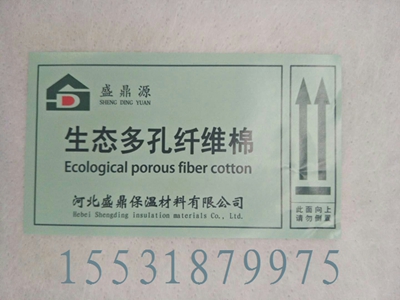 盛鼎源
SHENG DING YUAN
生态多孔纤维棉
Ecological porous fiber cotton
河北盛鼎保温材料有限公司
Hebei Shengding insulation materials Co., Ltd.
此面向上
请勿倒置
15531879975